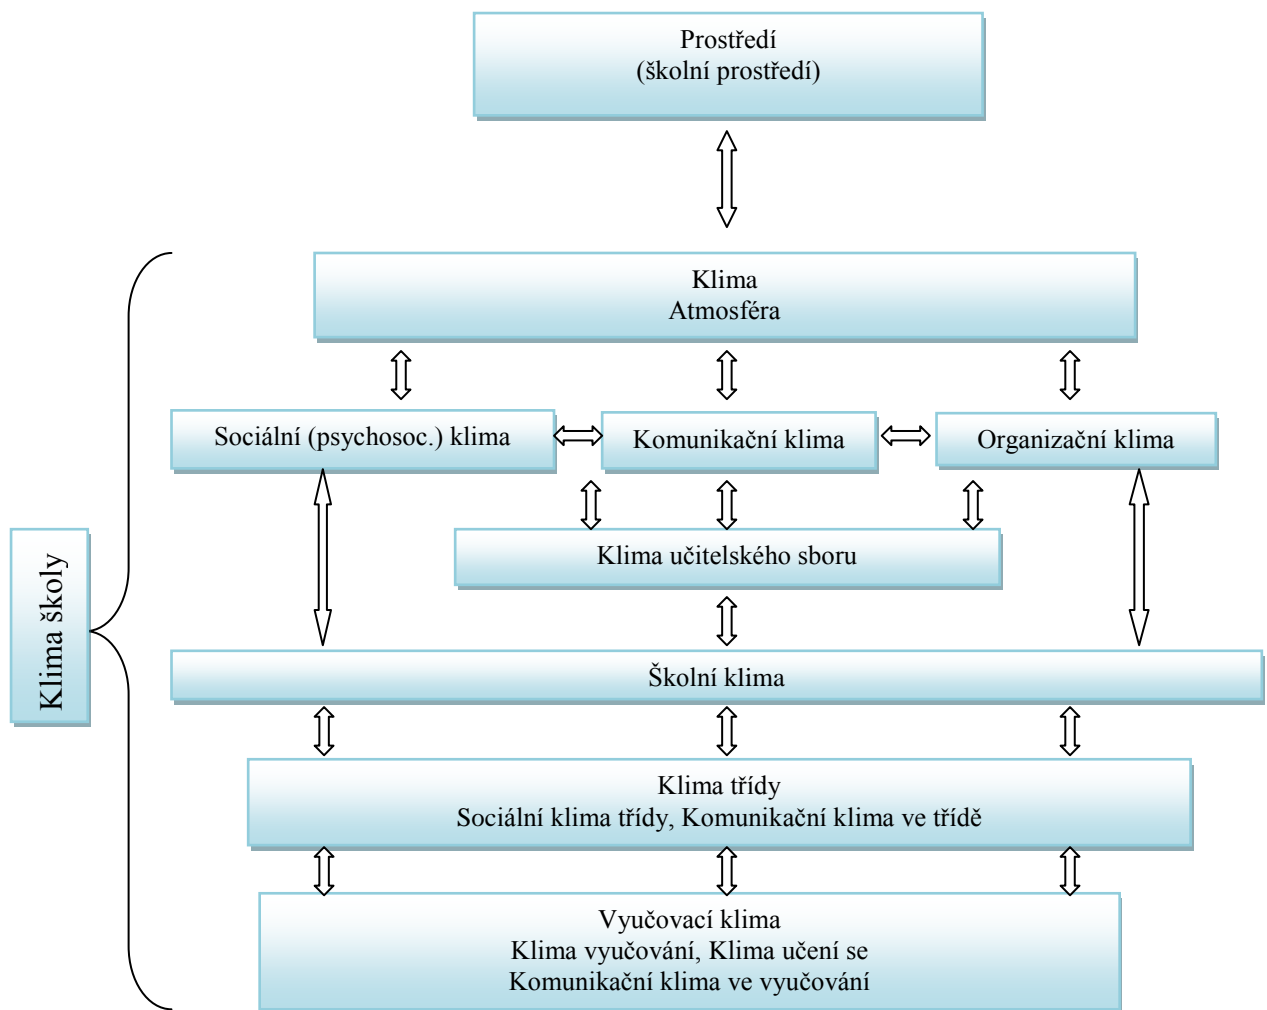 Prostředí
(školní prostředí)
Klima
Atmosféra
Sociální (psychosoc.) klima
Komunikační klima
Organizační klima
Klima učitelského sboru
Klima školy
Školní klima
Klima třídy
Sociální klima třídy, Komunikační klima ve třídě
Vyučovací klima
Klima vyučování, Klima učení se
Komunikační klima ve vyučování